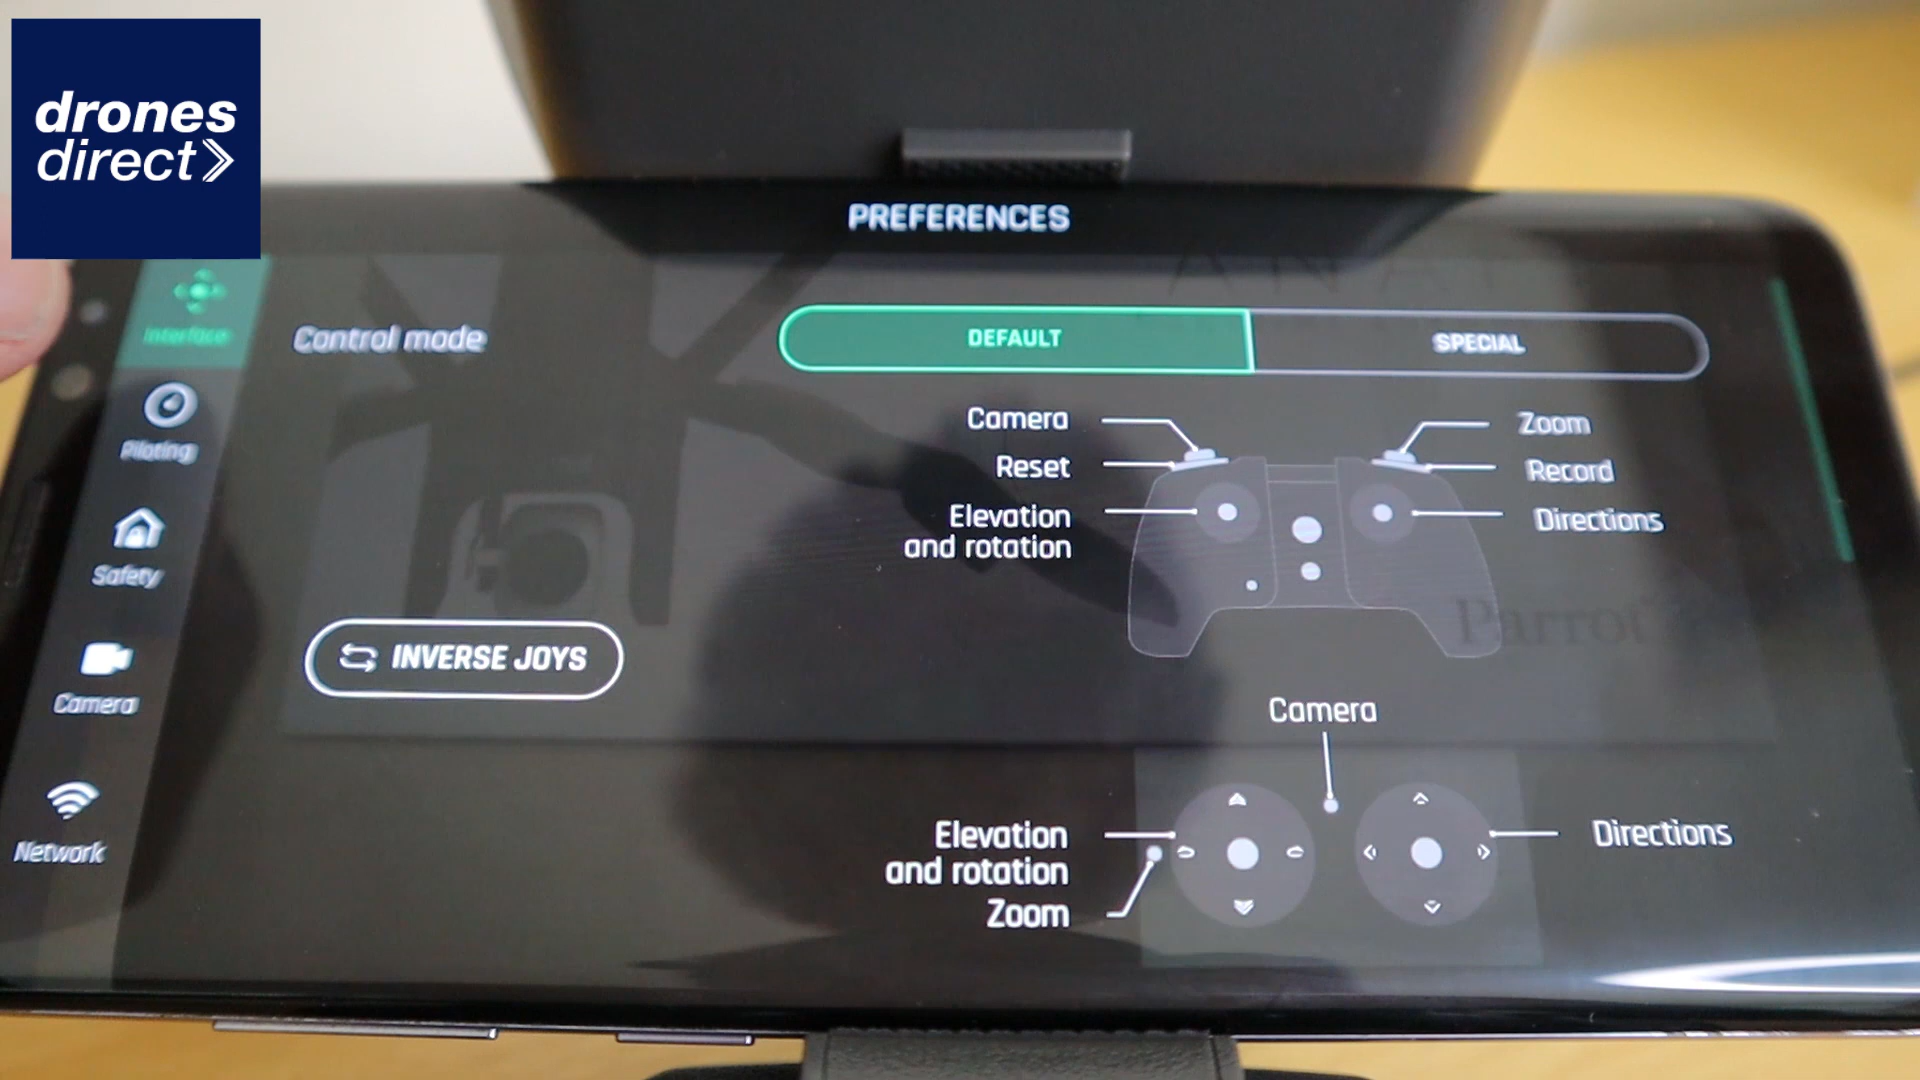 drones
direct
PREFERENCES
Interface
Control mode
DEFAULT
SPECIAL
Piloting
Camera
Zoom
Reset
Record
Elevation
and rotation
Directions
Safety
Parrot
INVERSE JOYS
Camera
Camera
Elevation
and rotation
Directions
Zoom
Network